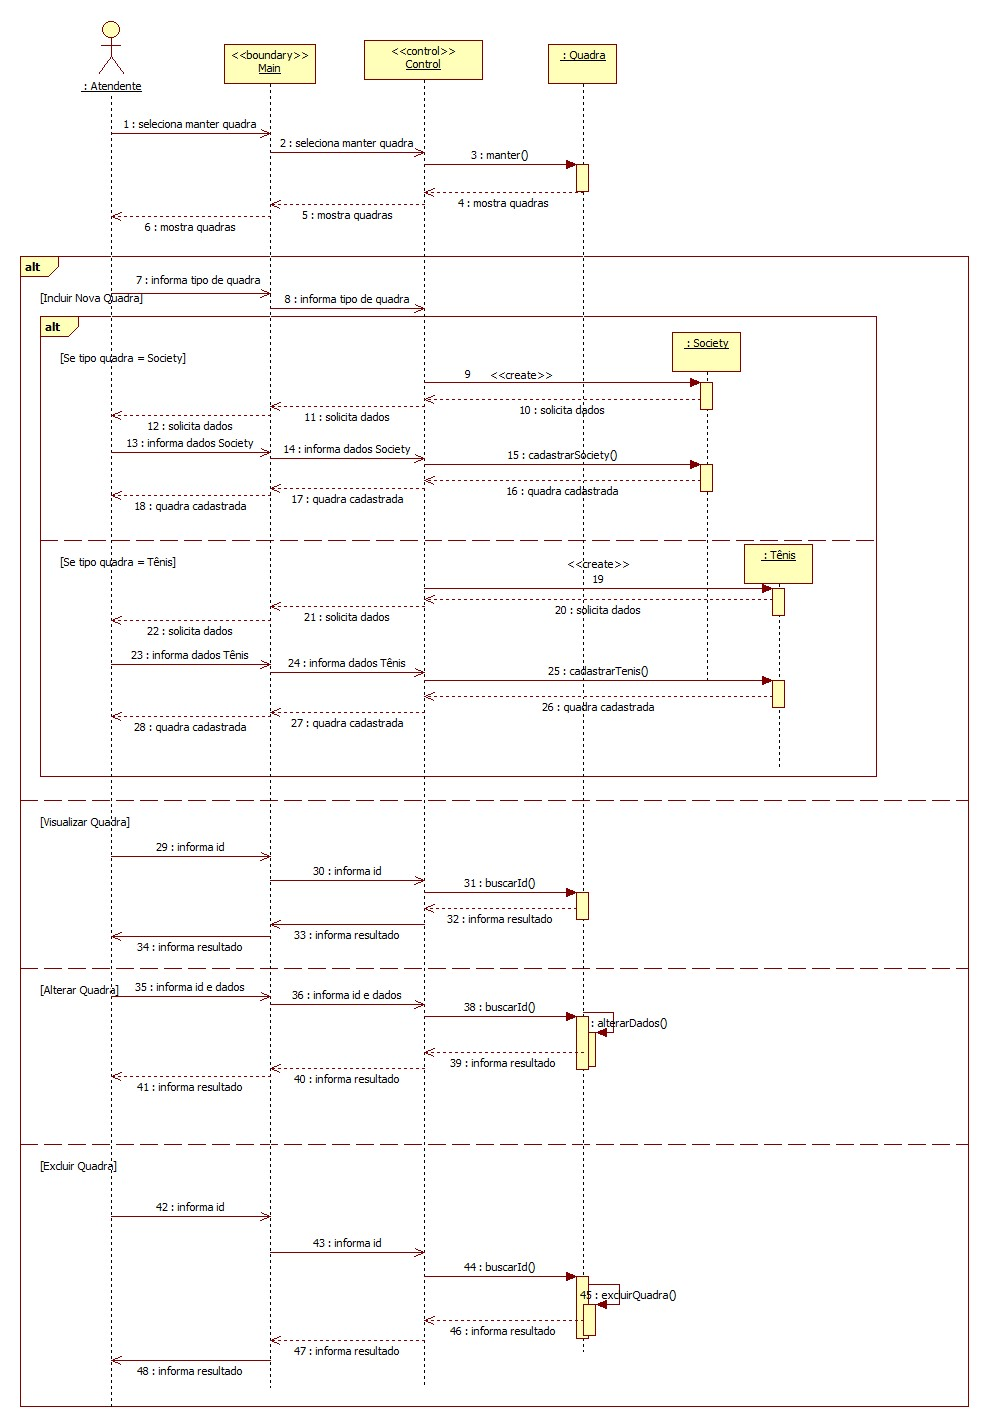 <<boundary>>
Main
<<control>>
Control
: Quadra
: Atendente
1 : seleciona manter quadra
2 : seleciona manter quadra
3 : manter()
4 : mostra quadras
5 : mostra quadras
6 : mostra quadras
alt
7 : informa tipo de quadra
[Incluir Nova Quadra]
8 : informa tipo de quadra
alt
: Society
[Se tipo quadra = Society]
9 <<create>>
10 : solicita dados
11 : solicita dados
12 : solicita dados
13 : informa dados Society
14 : informa dados Society
15 : cadastrarSociety()
16 : quadra cadastrada
17 : quadra cadastrada
18 : quadra cadastrada
: Tênis
[Se tipo quadra = Tênis]
<<create>>
19
20 : solicita dados
21 : solicita dados
22 : solicita dados
23 : informa dados Tênis
24 : informa dados Tênis
25 : cadastrarTenis()
26 : quadra cadastrada
27 : quadra cadastrada
28 : quadra cadastrada
[Visualizar Quadra]
29 : informa id
30 : informa id
31 : buscarId()
32 : informa resultado
33 : informa resultado
34 : informa resultado
[Alterar Quadra]
35 : informa id e dados
36 : informa id e dados
38 : buscarId()
: alterarDados()
39 : informa resultado
40 : informa resultado
41 : informa resultado
[Excluir Quadra]
42 : informa id
43 : informa id
44 : buscarId()
45 : excluirQuadra()
46 : informa resultado
47 : informa resultado
48 : informa resultado